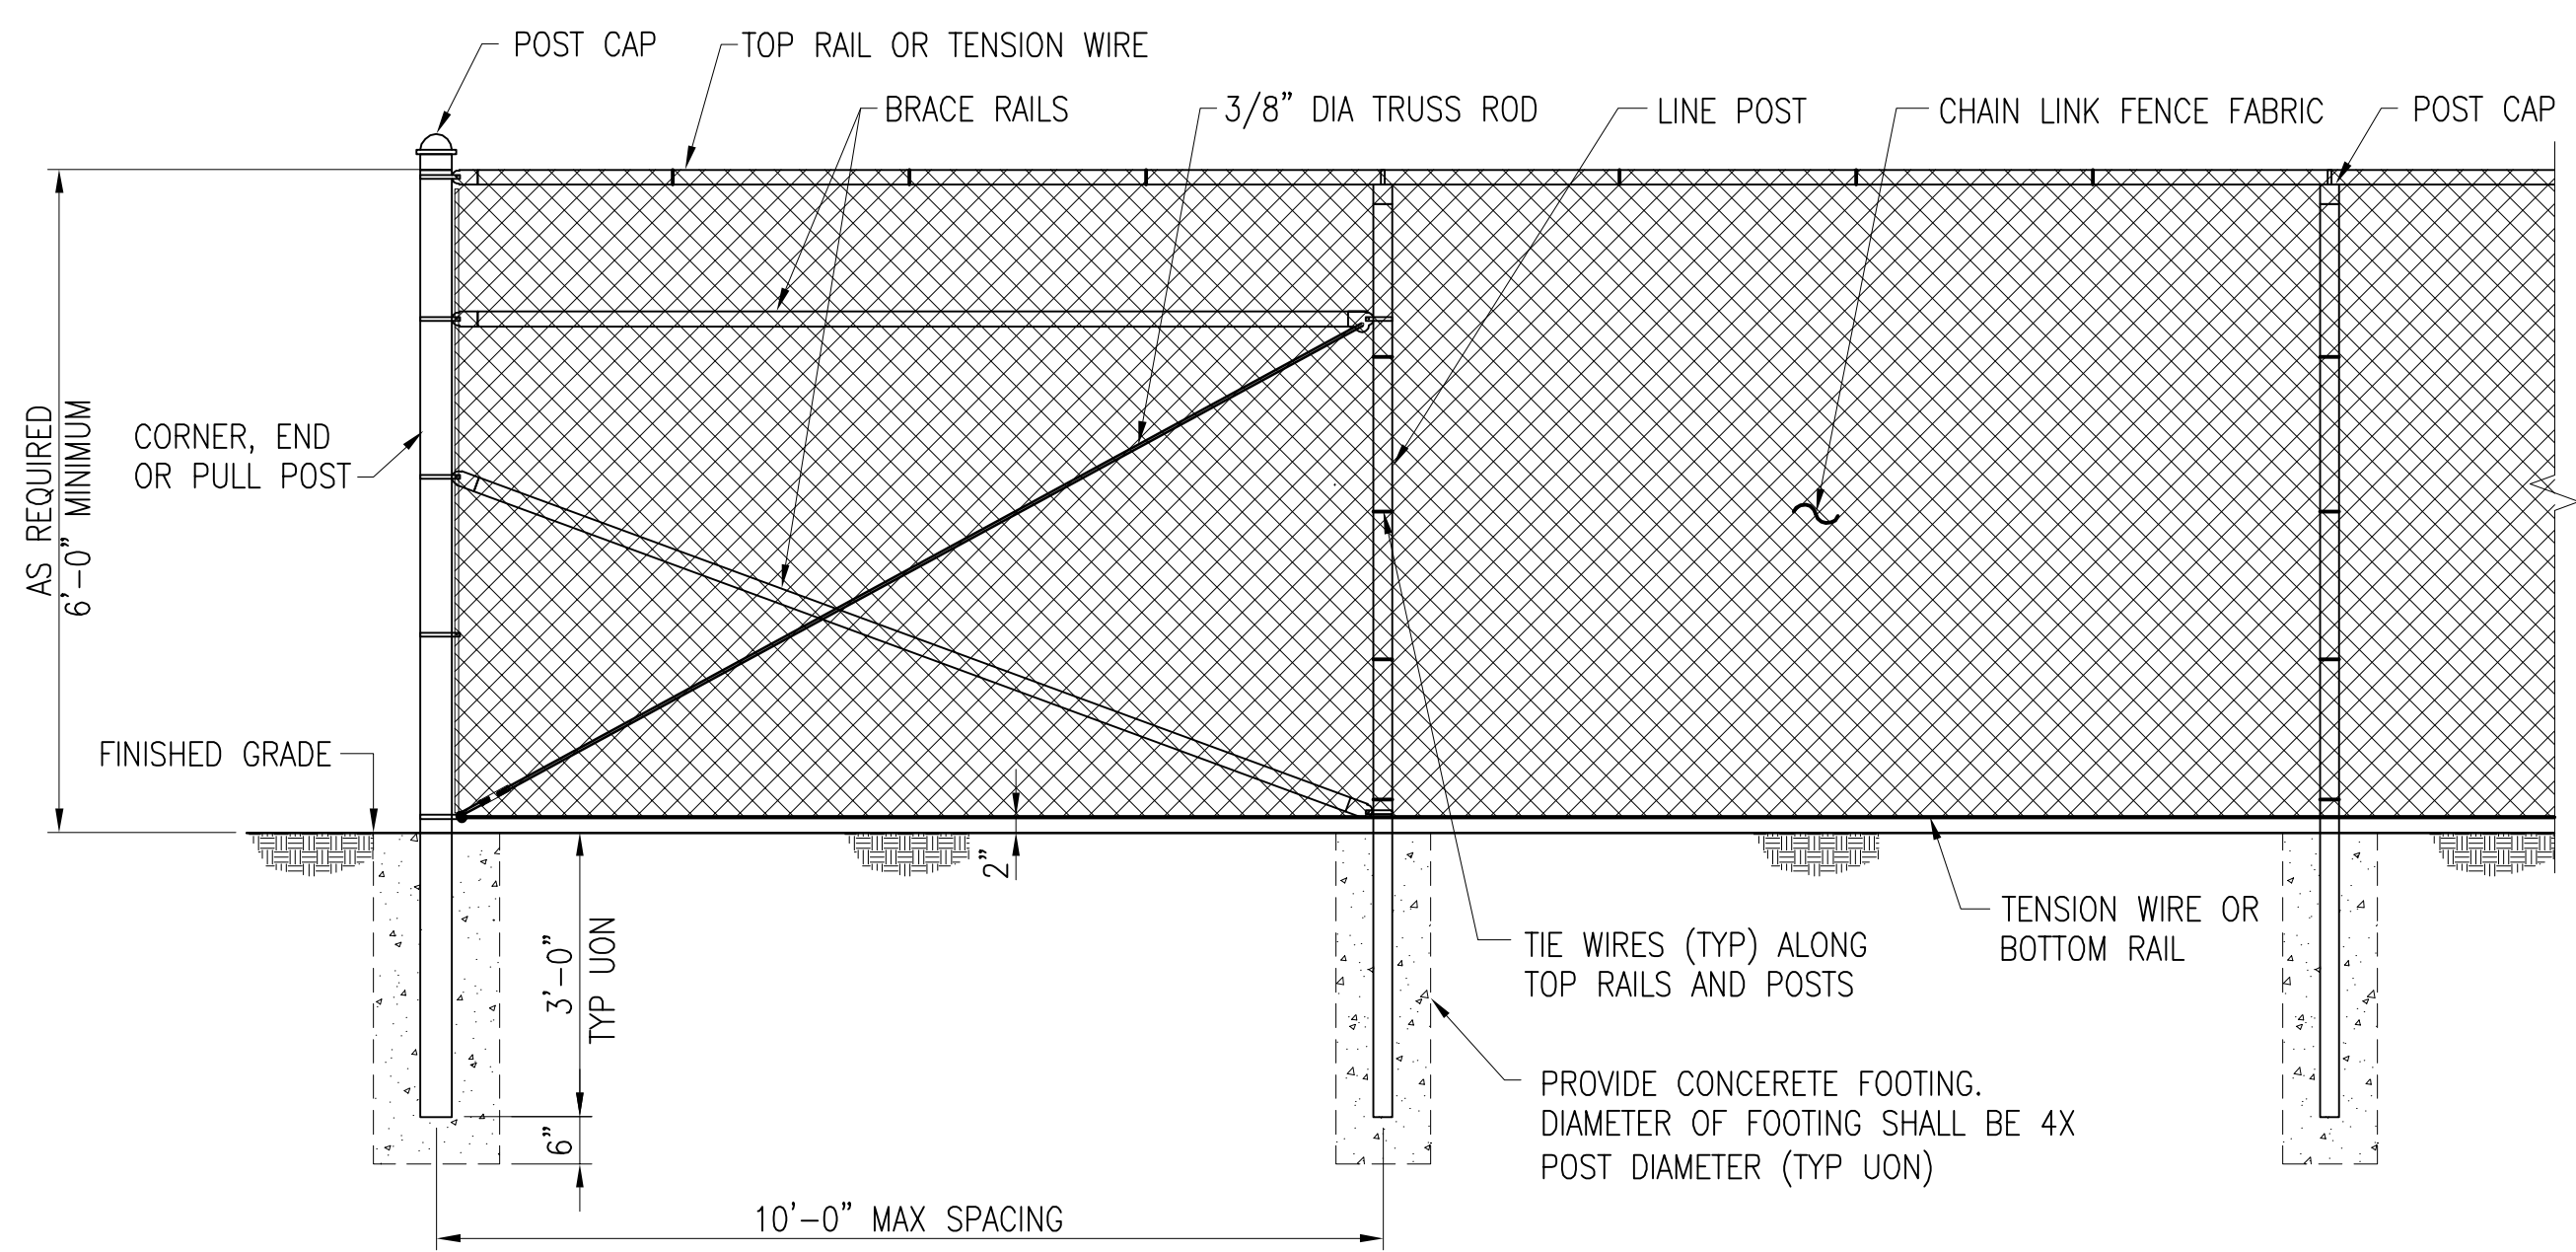 POST CAP
TOP RAIL OR TENSION WIRE
BRACE RAILS
3/8" DIA TRUSS ROD
LINE POST
CHAIN LINK FENCE FABRIC
POST CAP
AS REQUIRED
6'-0" MINIMUM
CORNER, END
OR PULL POST
FINISHED GRADE
2"
3'-0"
TYP UON
6"
TENSION WIRE OR
BOTTOM RAIL
TIE WIRES (TYP) ALONG
TOP RAILS AND POSTS
PROVIDE CONCERETE FOOTING.
DIAMETER OF FOOTING SHALL BE 4X
POST DIAMETER (TYP UON)
10'-0" MAX SPACING